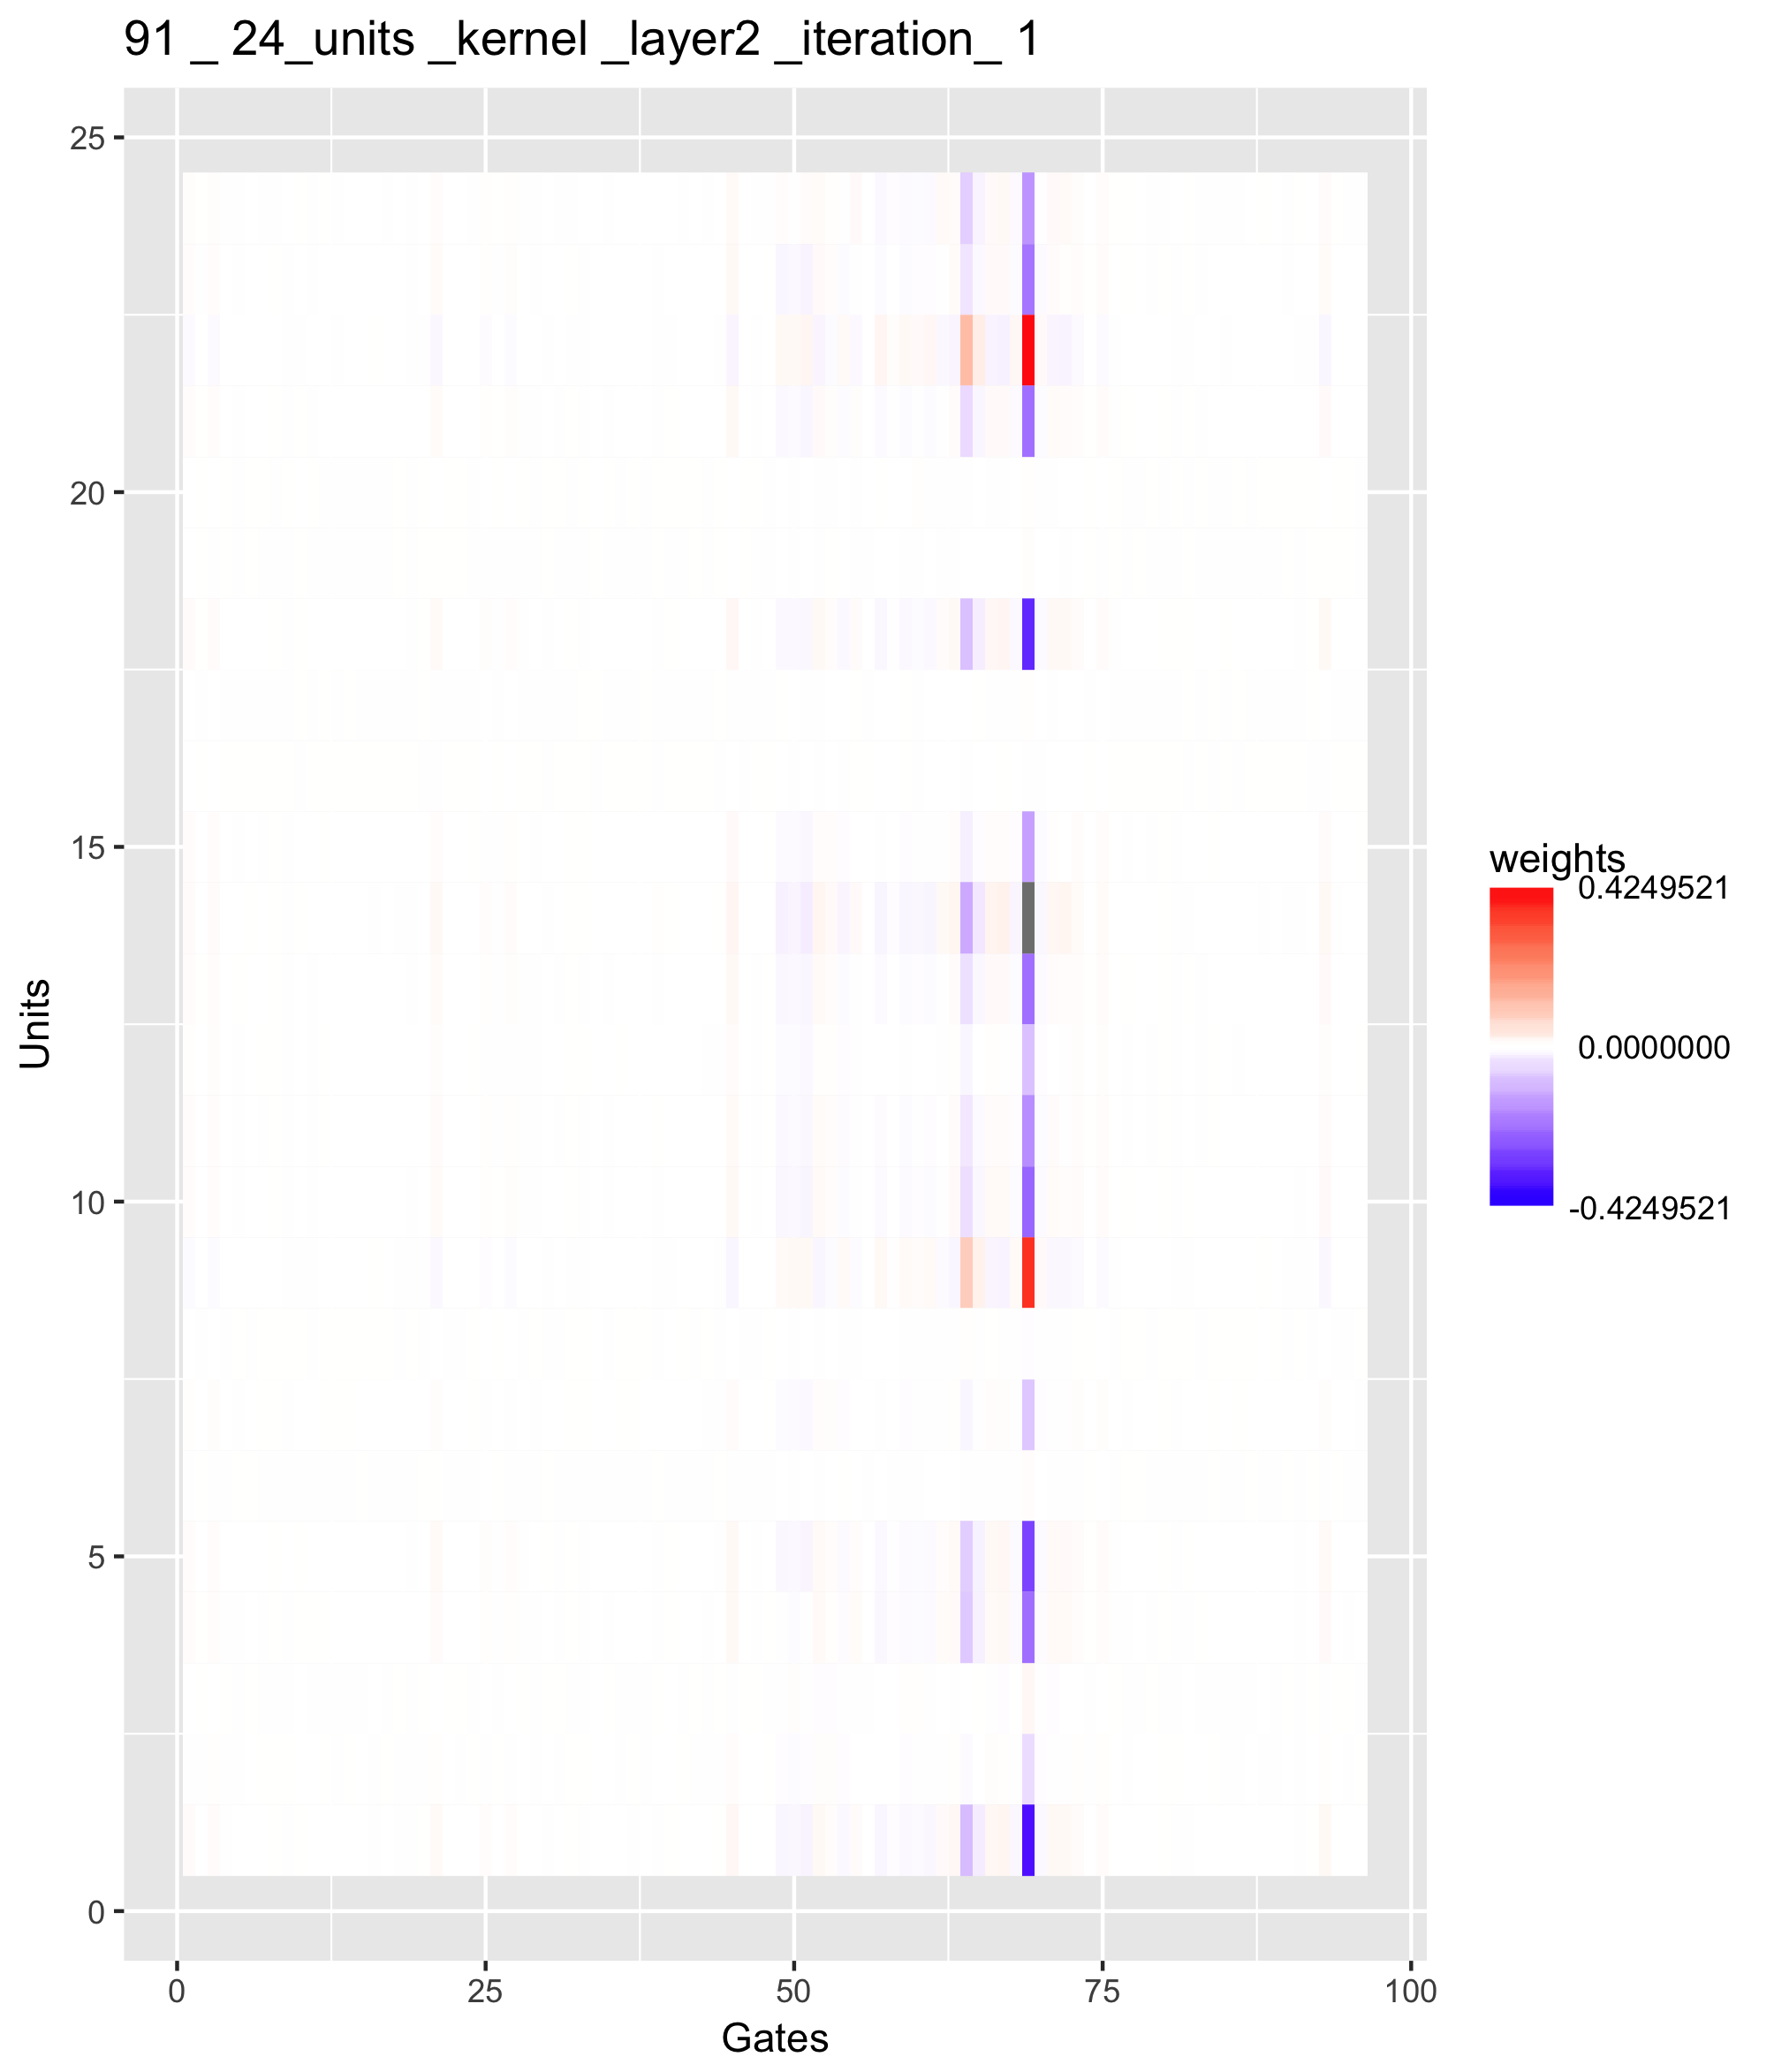 91 _ 24_units _kernel _layer2 _iteration_ 1
25
20
15
10
5
0
Units
0 25 50 75 100
Gates
weights
0.4249521
0.0000000
-0.4249521